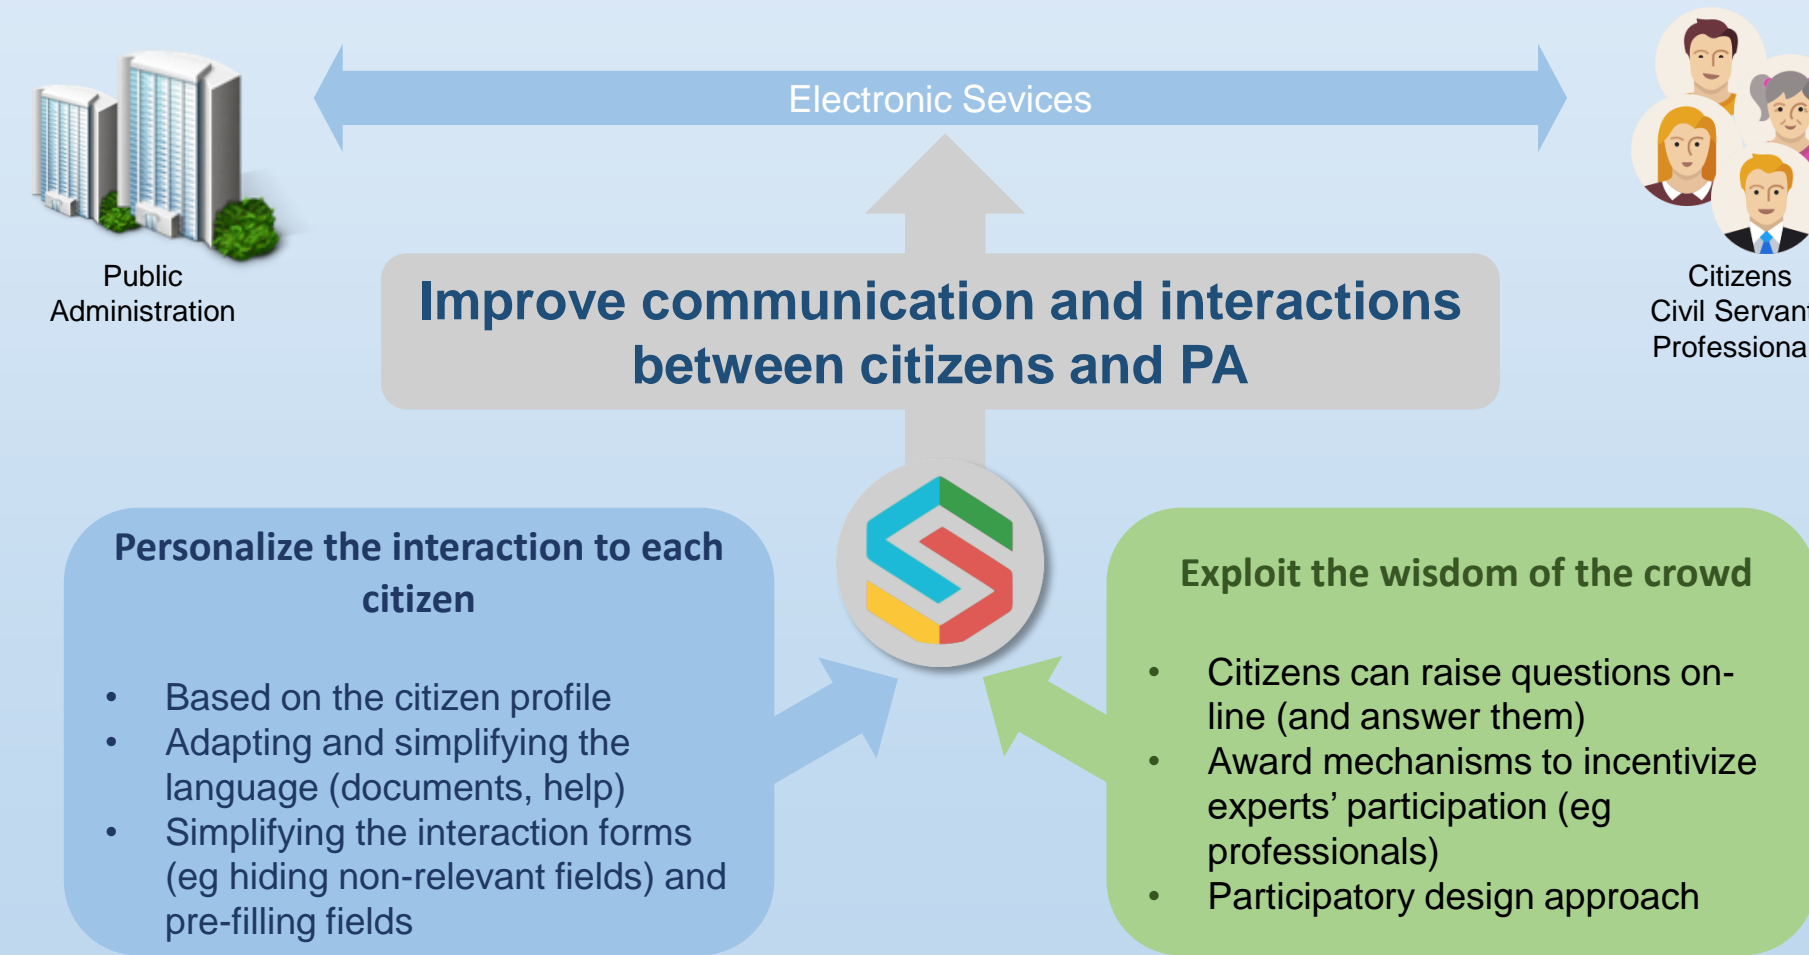 Electronic Sevices
Public
Administration
Citizens
Civil Servant
Professiona
Improve communication and interactions
between citizens and PA
Personalize the interaction to each
citizen
• Based on the citizen profile
• Adapting and simplifying the
language (documents, help)
• Simplifying the interaction forms
(eg hiding non-relevant fields) and
pre-filling fields
Exploit the wisdom of the crowd
• Citizens can raise questions on-
line (and answer them)
• Award mechanisms to incentivize
experts’ participation (eg
professionals)
• Participatory design approach